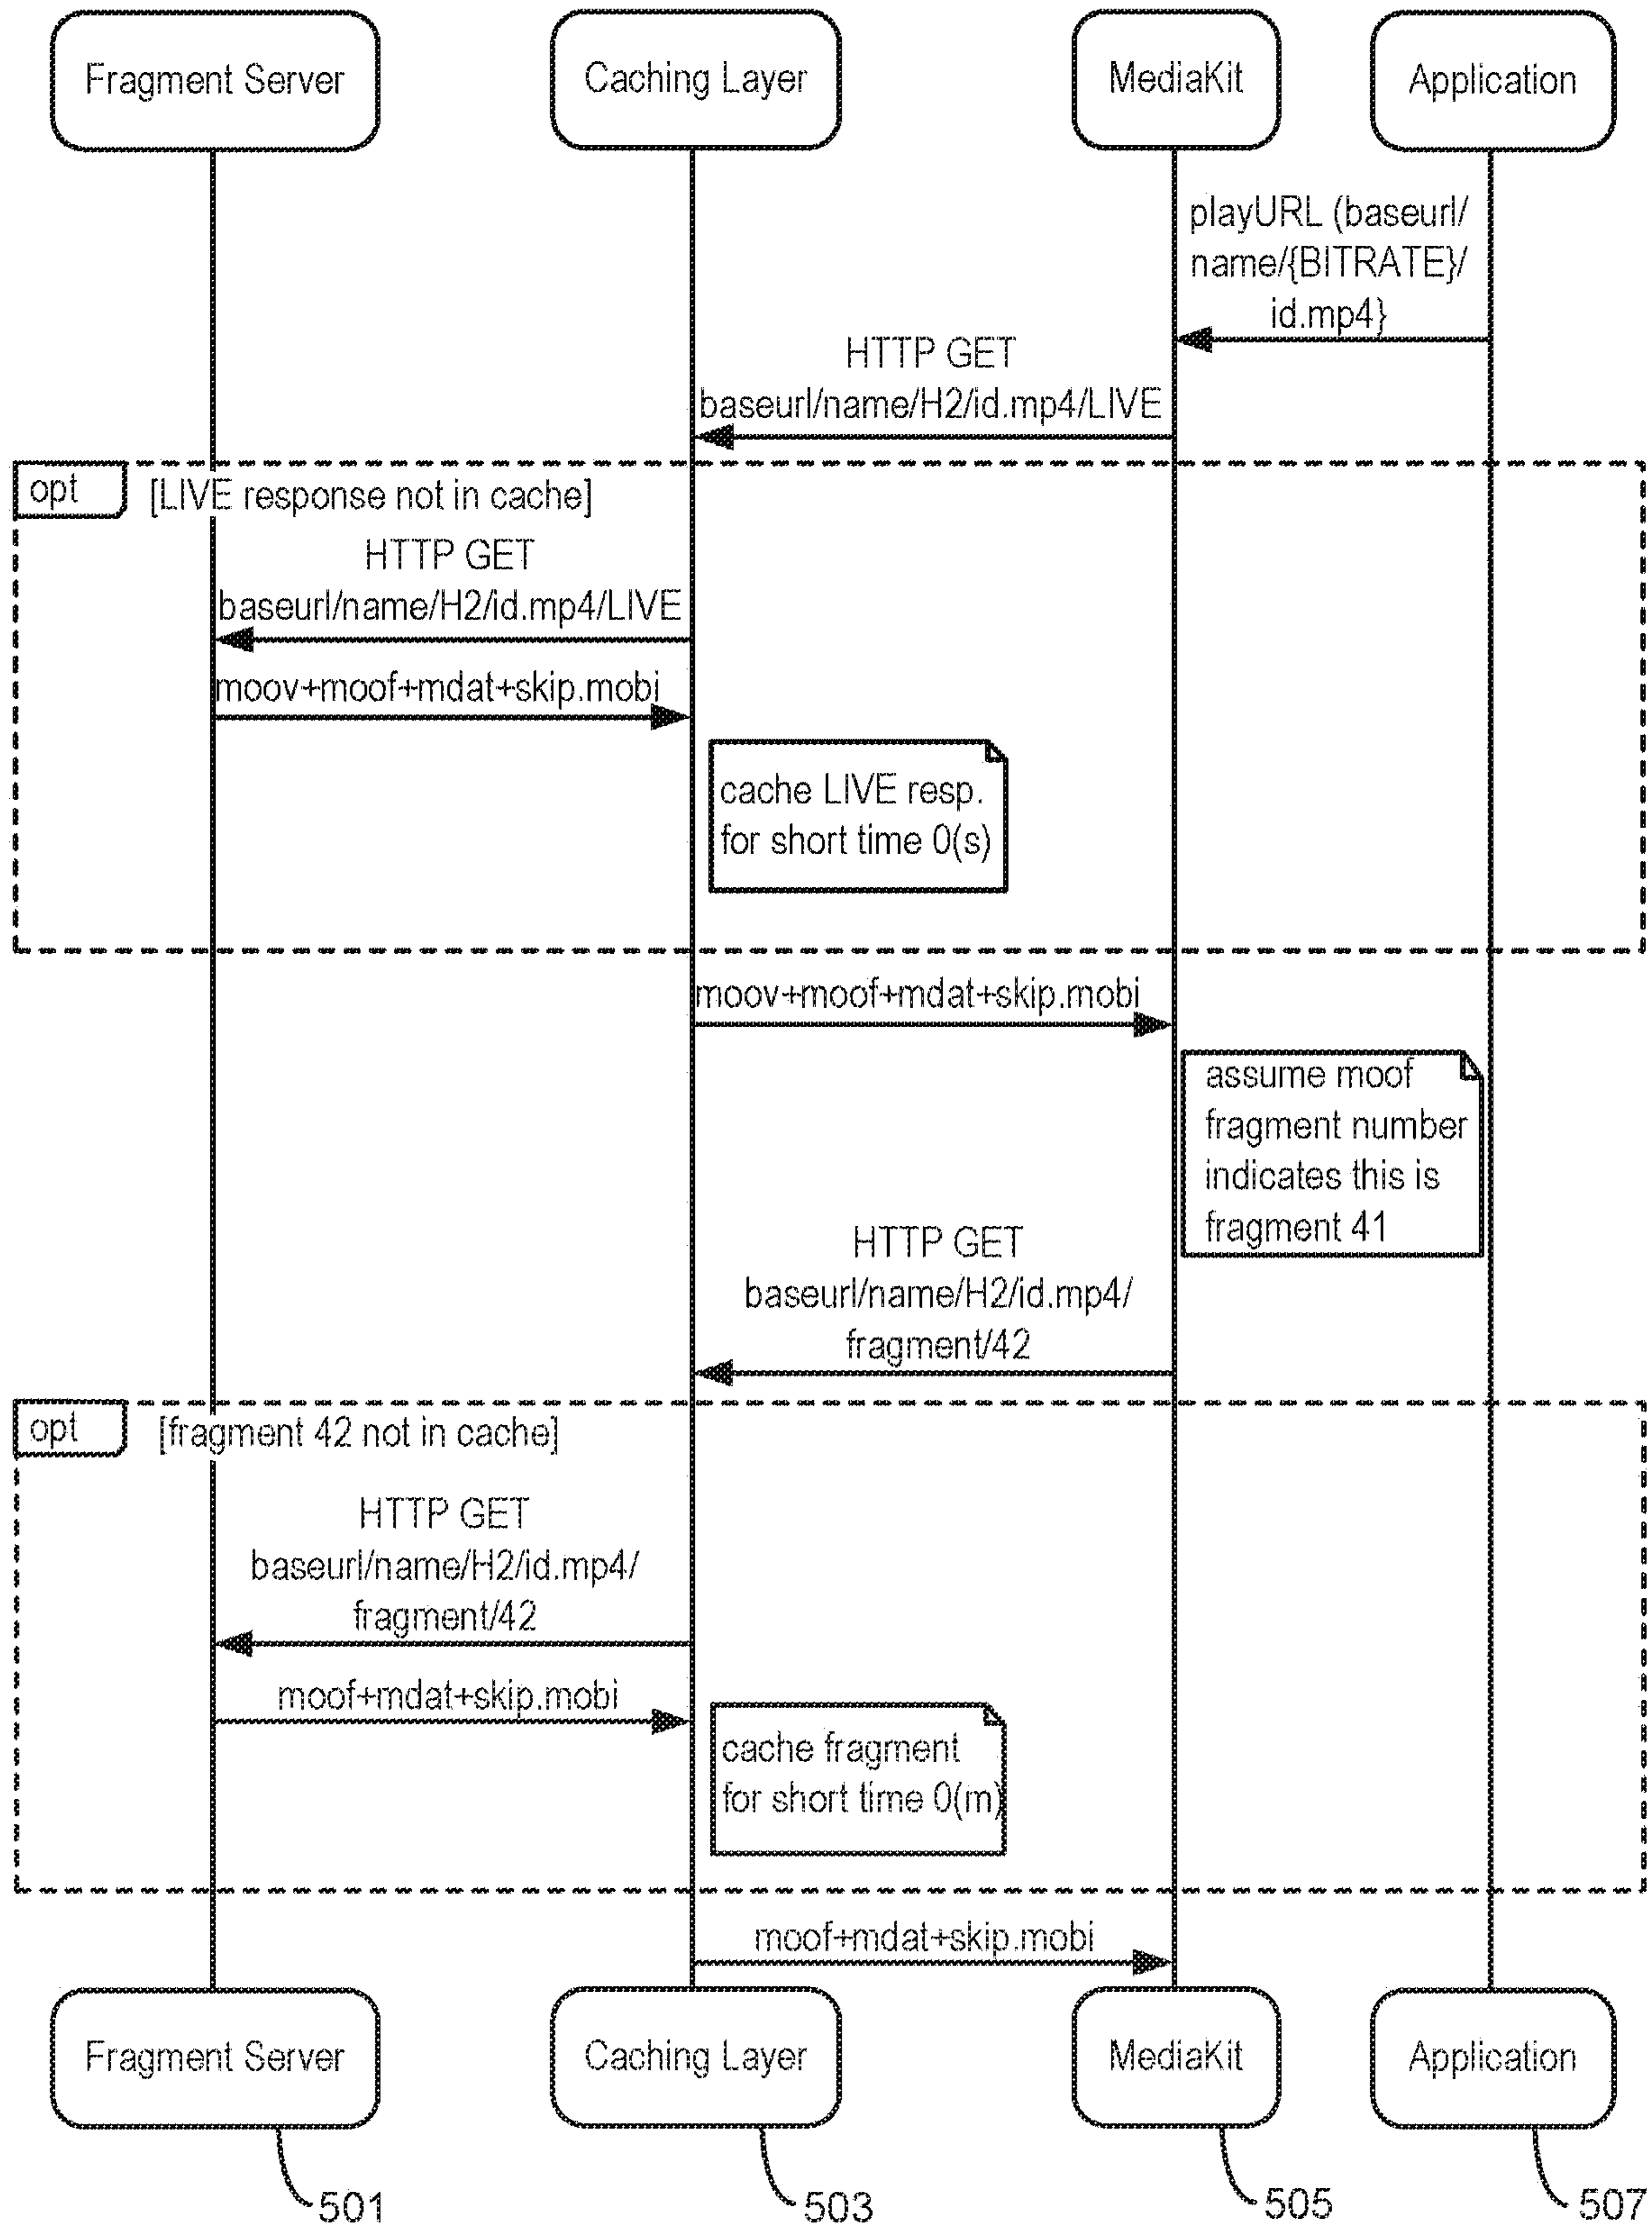 Fragment Server
Caching Layer
MediaKit
Application
playURL (baseurl/
name/{BITRATE}/
id.mp4}
HTTP GET
baseurl/name/H2/id.mp4/LIVE
opt
[LIVE response not in cache]
HTTP GET
baseurl/name/H2/id.mp4/LIVE
moov+moof+mdat+skip.mobi
cache LIVE resp.
for short time 0(s)
moov+moof+mdat+skip.mobi
assume moof
fragment number
indicates this is
fragment 41
HTTP GET
baseurl/name/H2/id.mp4/
fragment/42
opt
[fragment 42 not in cache]
HTTP GET
baseurl/name/H2/id.mp4/
fragment/42
moof+mdat+skip.mobi
cache fragment
for short time 0(m)
moof+mdat+skip.mobi
Fragment Server
Caching Layer
MediaKit
Application
501
503
505
507